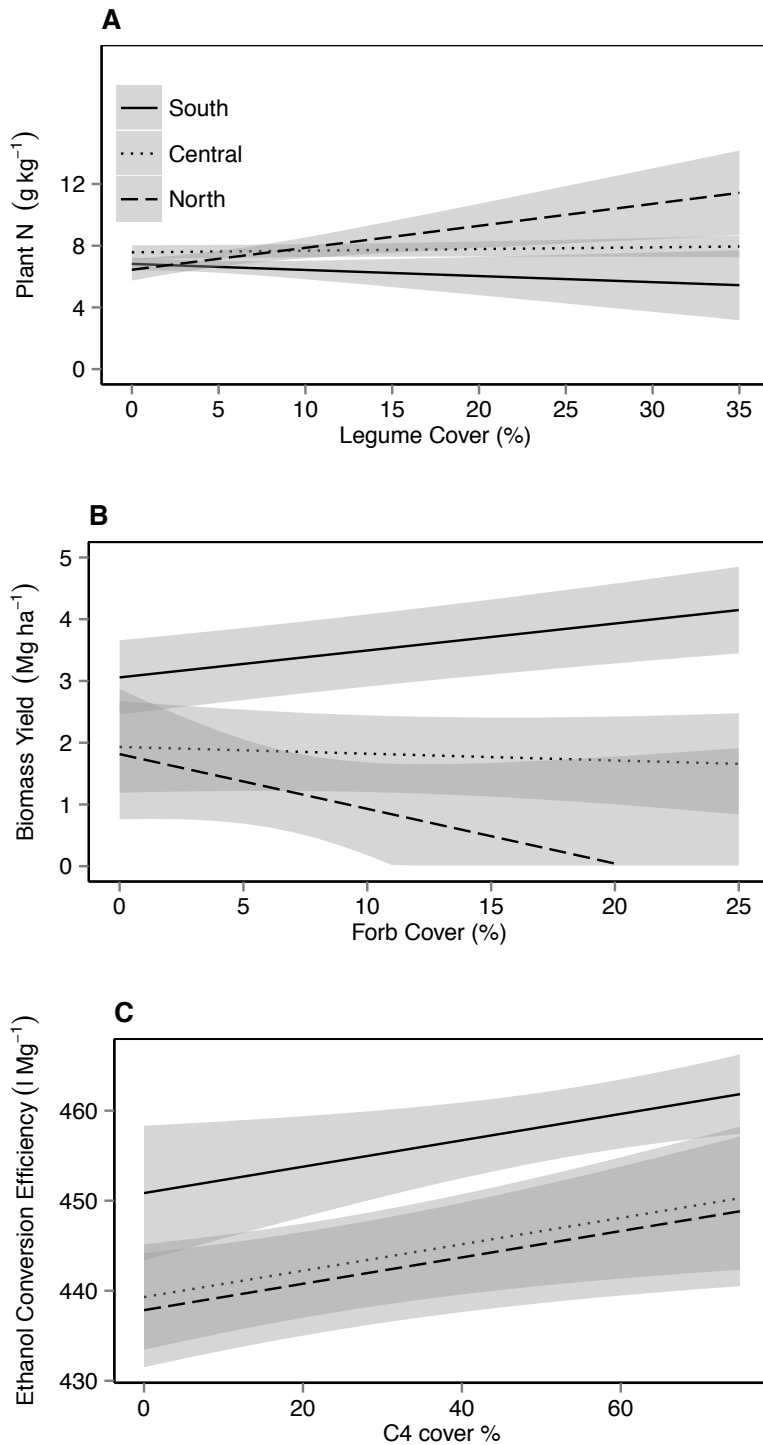 A
Plant N (g kg⁻¹)
12
8
4
0
South
Central
North
0 5 10 15 20 25 30 35
Legume Cover (%)
B
Biomass Yield (Mg ha⁻¹)
5
4
3
2
1
0
0 5 10 15 20 25
Forb Cover (%)
C
Ethanol Conversion Efficiency (l Mg⁻¹)
460
450
440
430
0 20 40 60
C4 cover %